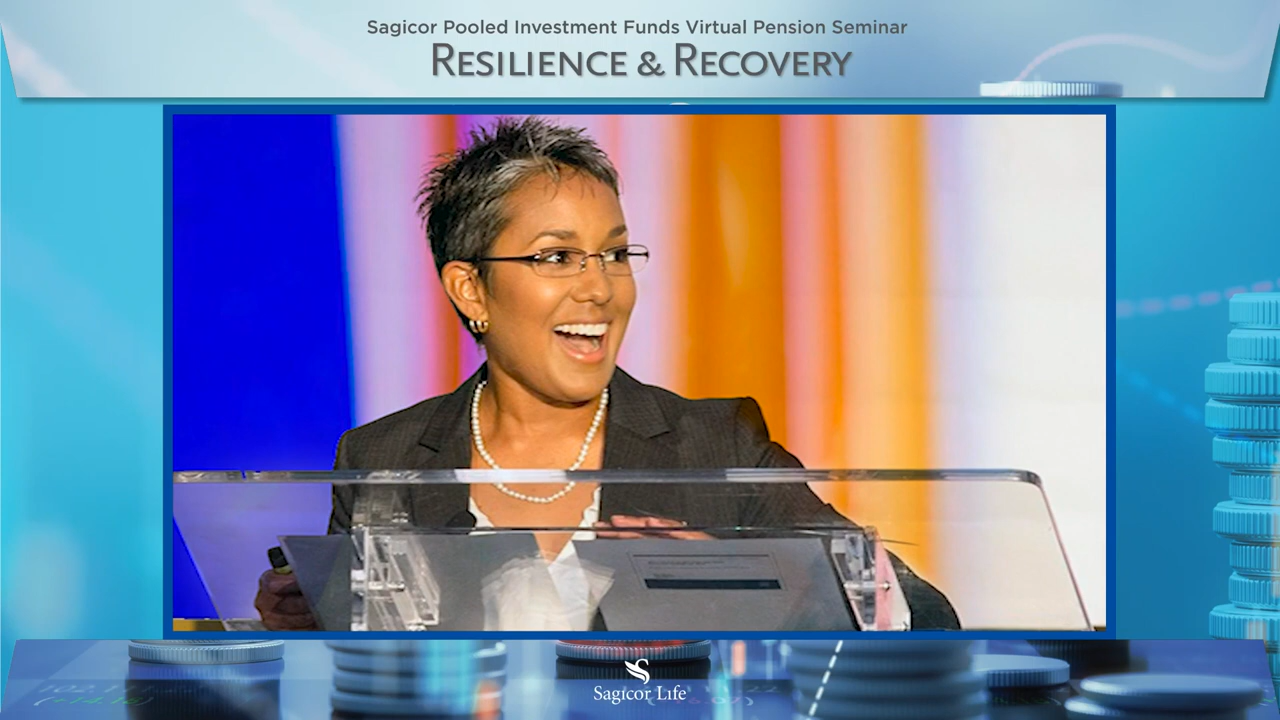 Sagicor Pooled Investment Funds Virtual Pension Seminar
RESILIENCE & RECOVERY
Sagicor Life